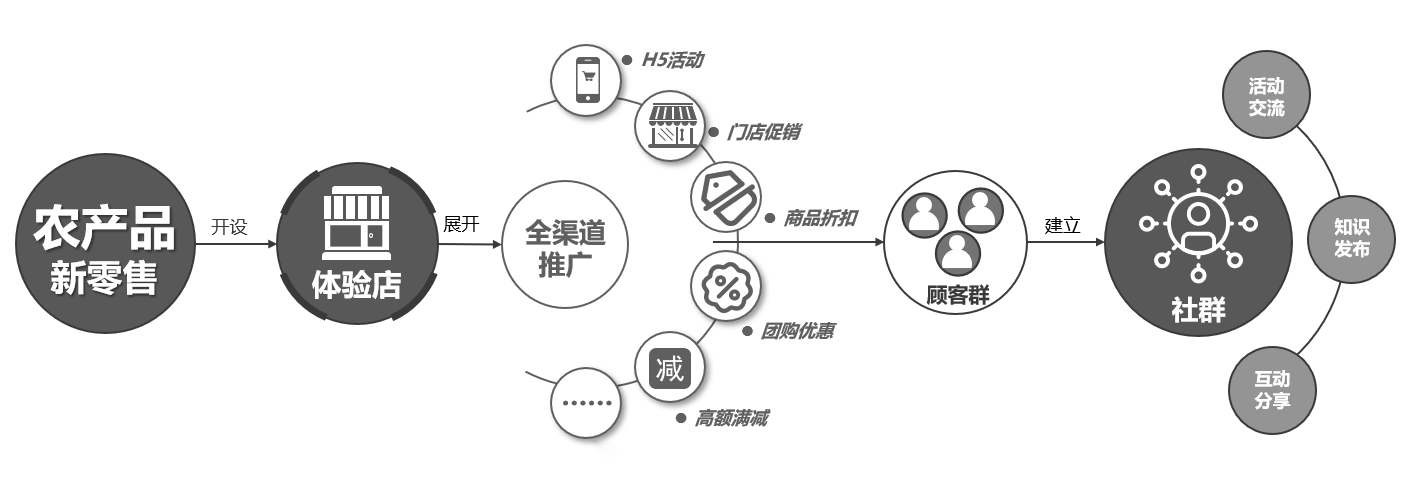 农产品
新零售
开设
体验店
展开
全渠道
推广
H5活动
门店促销
商品折扣
团购优惠
减
高额满减
······
顾客群
建立
社群
活动
交流
知识
发布
互动
分享